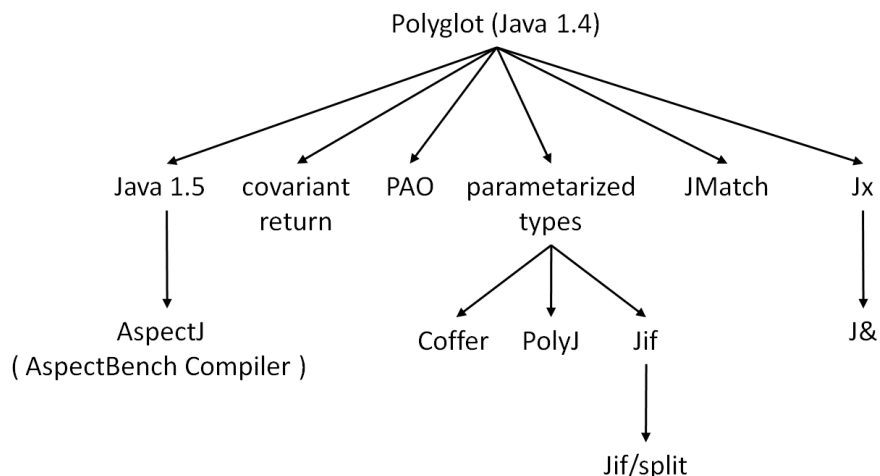 Polyglot (Java 1.4)
Java 1.5
covariant
return
PAO
parametarized
types
JMatch
Jx
AspectJ
( AspectBench Compiler )
Coffer
PolyJ
Jif
J&
Jif/split